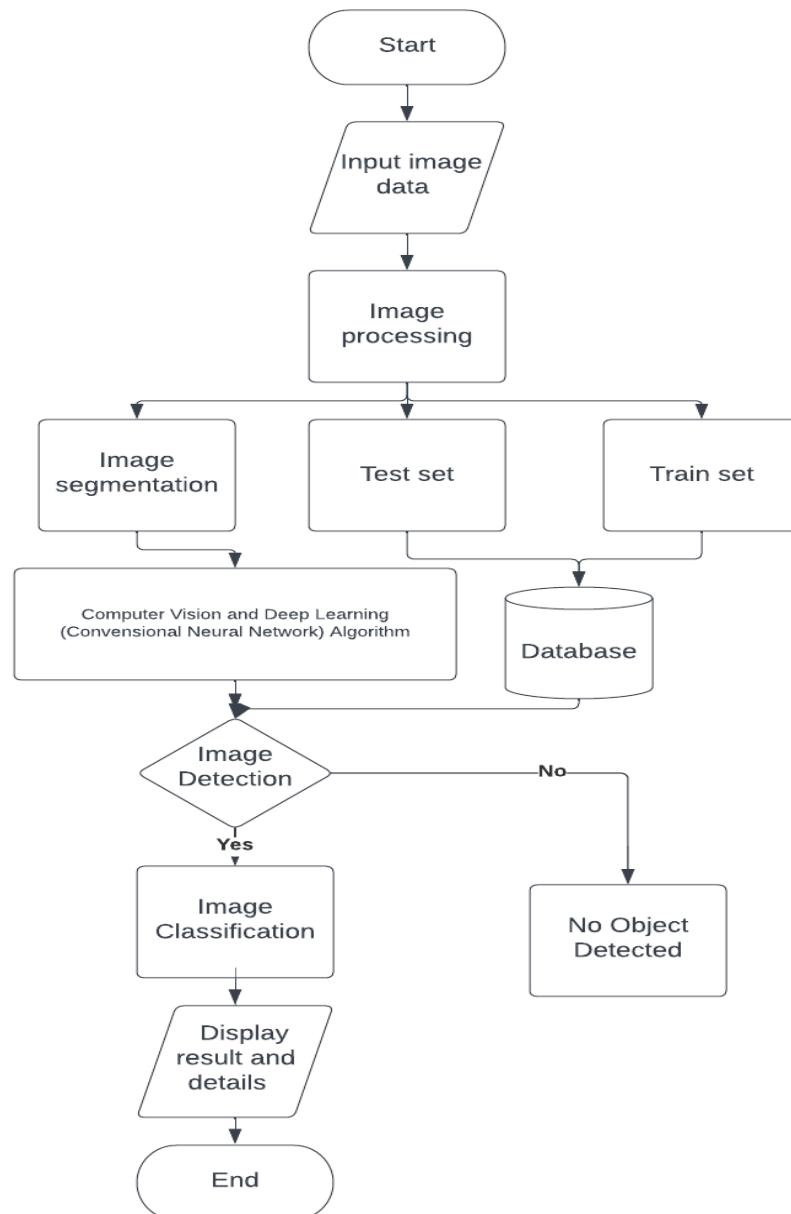 Start
Input image
data
Image
processing
Image
segmentation
Test set
Train set
Computer Vision and Deep Learning
(Convensional Neural Network) Algorithm
Database
Image
Detection
No
Yes
Image
Classification
No Object
Detected
Display
result and
details
End